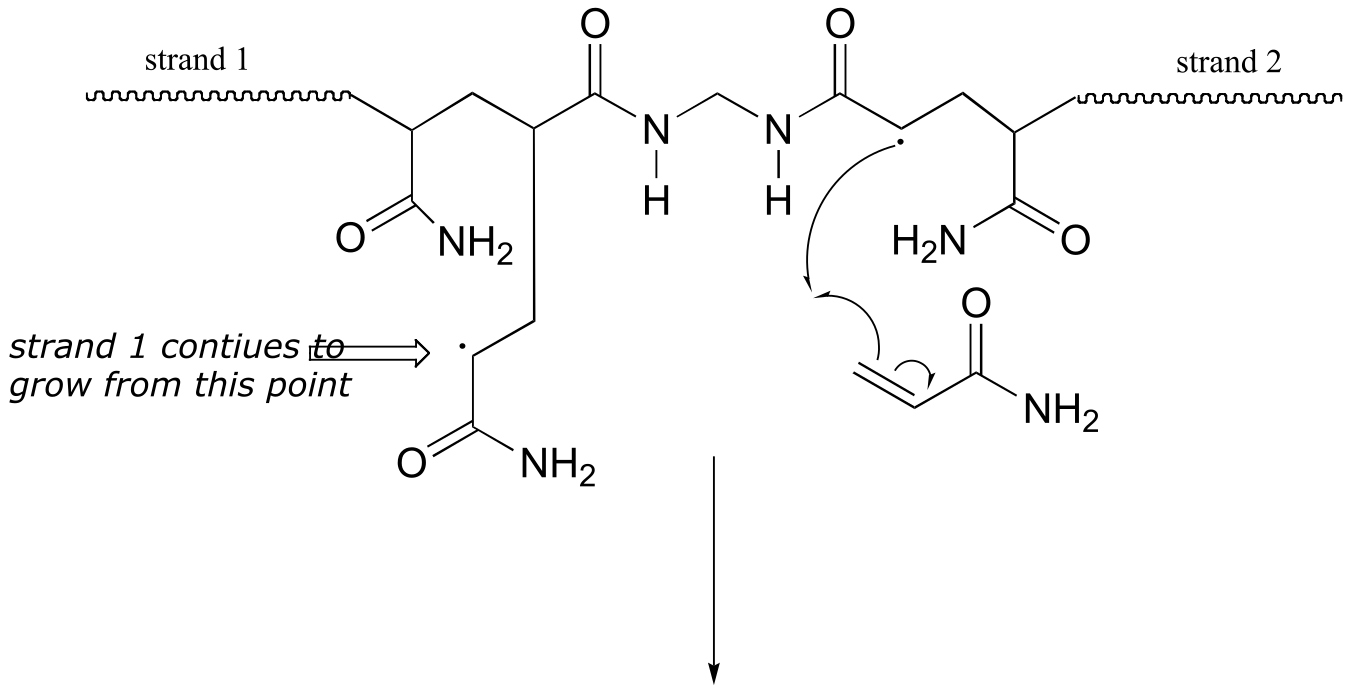 strand 1
strand 2
O
O
N
H
N
H
O
NH2
H2N
O
strand 1 contiues to
grow from this point
O
NH2
O
NH2